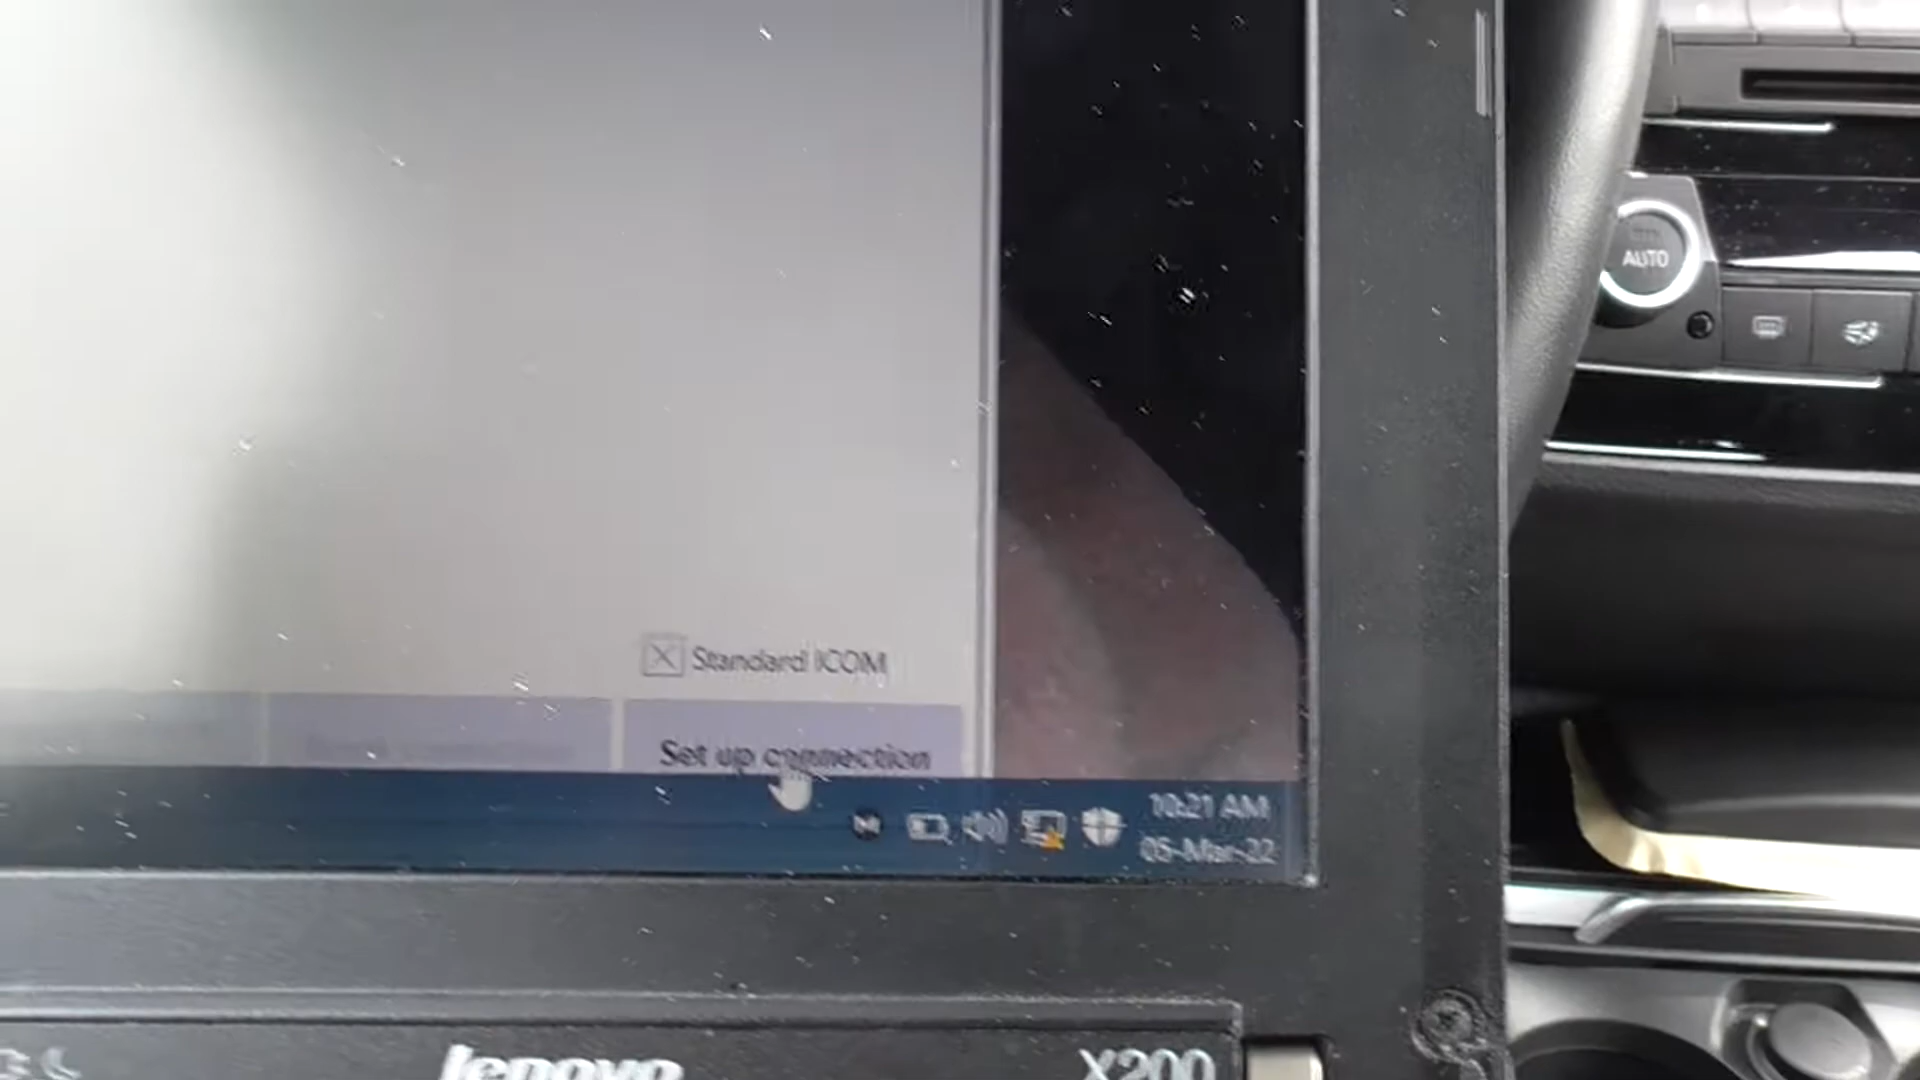 AUTO
Standard ICOM
Set up connection
10:21 AM
05-Mar-22
lenovo
X200